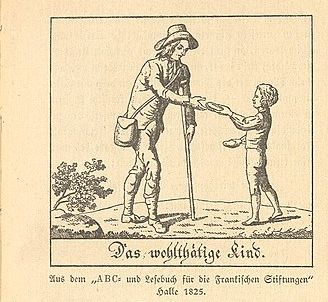 Das wohlthätige Kind.
Aus dem „ABC- und Lesebuch für die Frankischen Stiftungen"
Halle 1825.